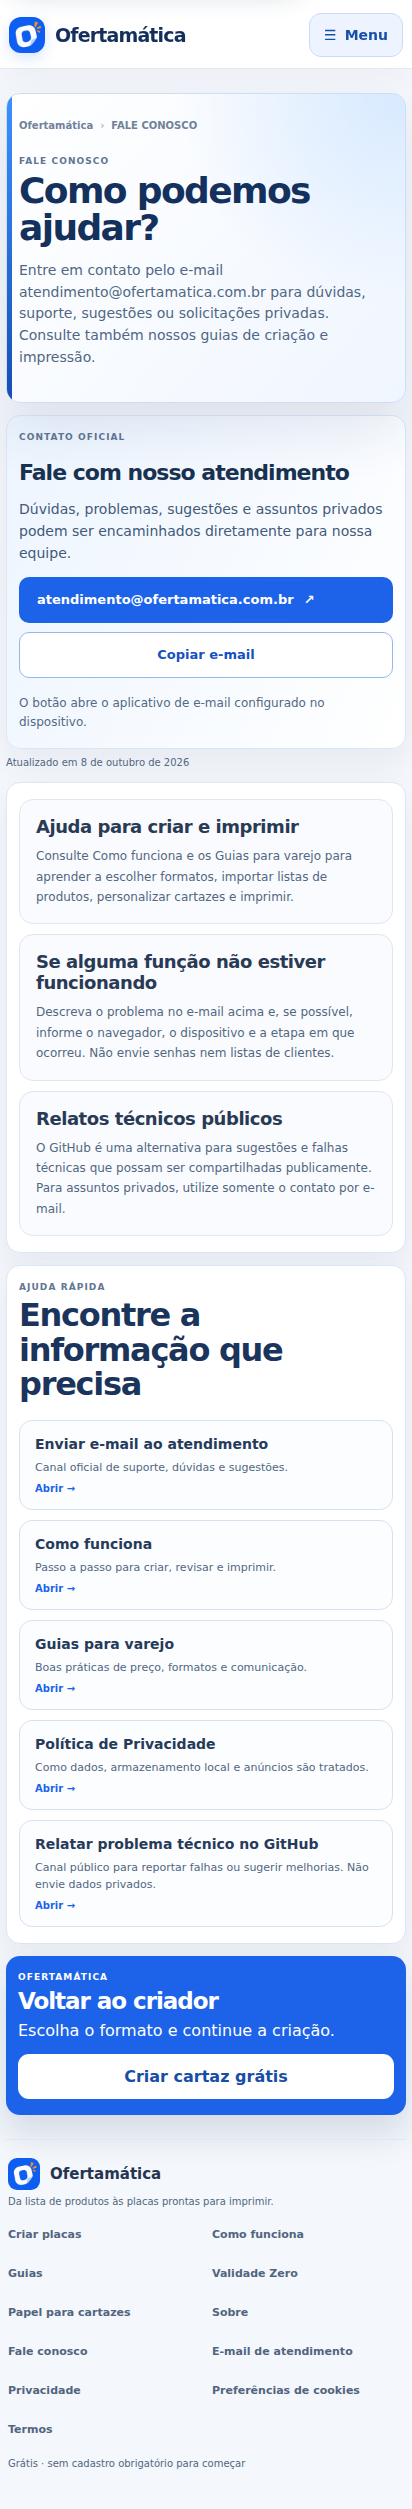 Ofertamática
☰ Menu
Ofertamática › FALE CONOSCO
FALE CONOSCO
Como podemos
ajudar?
Entre em contato pelo e-mail
atendimento@ofertamatica.com.br para dúvidas,
suporte, sugestões ou solicitações privadas.
Consulte também nossos guias de criação e
impressão.
CONTATO OFICIAL
Fale com nosso atendimento
Dúvidas, problemas, sugestões e assuntos privados
podem ser encaminhados diretamente para nossa
equipe.
atendimento@ofertamatica.com.br ↗
Copiar e-mail
O botão abre o aplicativo de e-mail configurado no
dispositivo.
Atualizado em 8 de outubro de 2026
Ajuda para criar e imprimir
Consulte Como funciona e os Guias para varejo para
aprender a escolher formatos, importar listas de
produtos, personalizar cartazes e imprimir.
Se alguma função não estiver
funcionando
Descreva o problema no e-mail acima e, se possível,
informe o navegador, o dispositivo e a etapa em que
ocorreu. Não envie senhas nem listas de clientes.
Relatos técnicos públicos
O GitHub é uma alternativa para sugestões e falhas
técnicas que possam ser compartilhadas publicamente.
Para assuntos privados, utilize somente o contato por e-
mail.
AJUDA RÁPIDA
Encontre a
informação que
precisa
Enviar e-mail ao atendimento
Canal oficial de suporte, dúvidas e sugestões.
Abrir →
Como funciona
Passo a passo para criar, revisar e imprimir.
Abrir →
Guias para varejo
Boas práticas de preço, formatos e comunicação.
Abrir →
Política de Privacidade
Como dados, armazenamento local e anúncios são tratados.
Abrir →
Relatar problema técnico no GitHub
Canal público para reportar falhas ou sugerir melhorias. Não
envie dados privados.
Abrir →
OFERTAMÁTICA
Voltar ao criador
Escolha o formato e continue a criação.
Criar cartaz grátis
Ofertamática
Da lista de produtos às placas prontas para imprimir.
Criar placas
Como funciona
Guias
Validade Zero
Papel para cartazes
Sobre
Fale conosco
E-mail de atendimento
Privacidade
Preferências de cookies
Termos
Grátis · sem cadastro obrigatório para começar